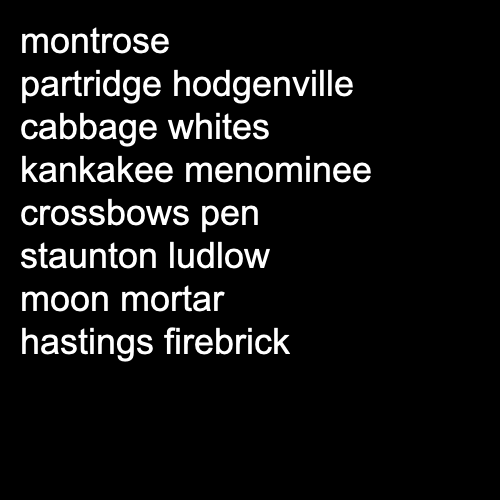 montrose
partridge hodgenville
cabbage whites
kankakee menominee
crossbows pen
staunton ludlow
moon mortar
hastings firebrick